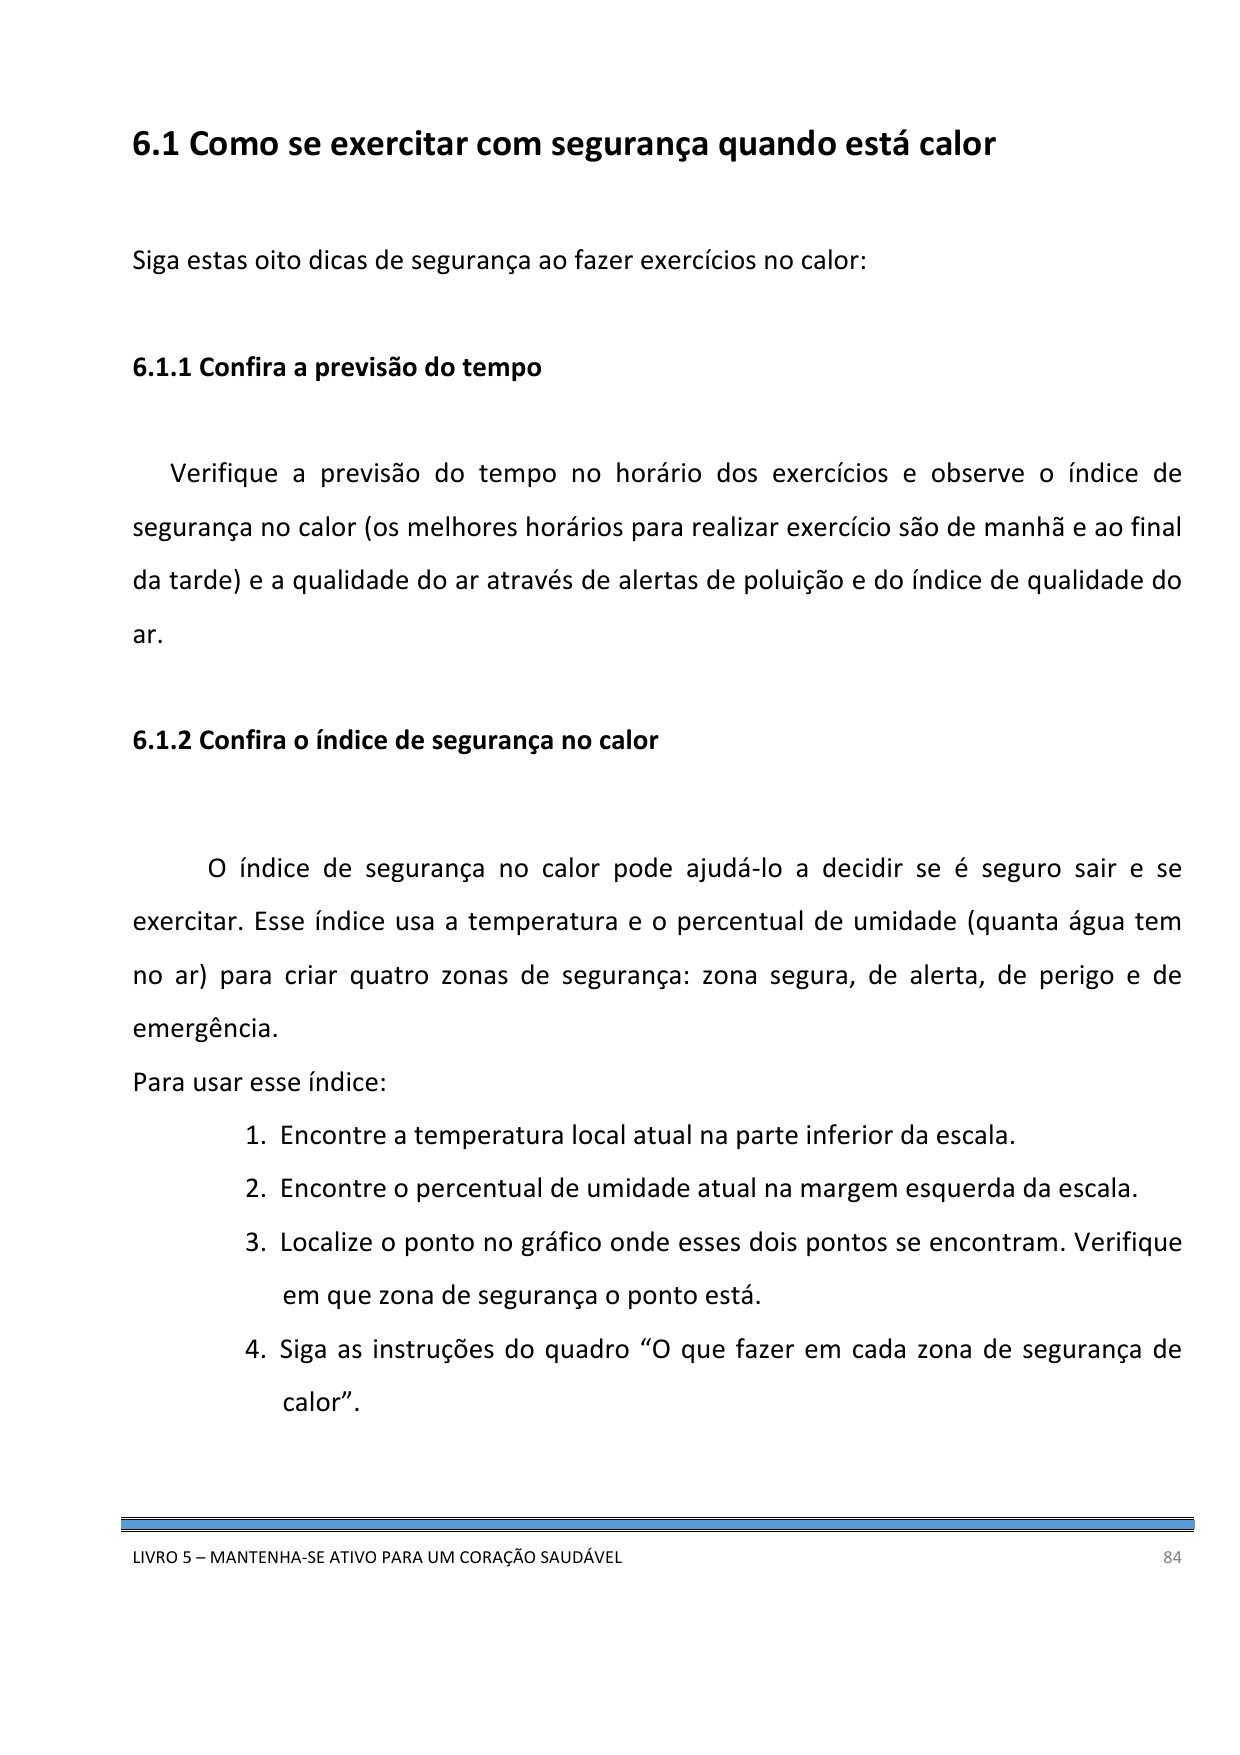 6.1 Como se exercitar com segurança quando está calor
Siga estas oito dicas de segurança ao fazer exercícios no calor:
6.1.1 Confira a previsão do tempo
Verifique a previsão do tempo no horário dos exercícios e observe o índice de
segurança no calor (os melhores horários para realizar exercício são de manhã e ao final
da tarde) e a qualidade do ar através de alertas de poluição e do índice de qualidade do
ar.
6.1.2 Confira o índice de segurança no calor
O índice de segurança no calor pode ajudá-lo a decidir se é seguro sair e se
exercitar. Esse índice usa a temperatura e o percentual de umidade (quanta água tem
no ar) para criar quatro zonas de segurança: zona segura, de alerta, de perigo e de
emergência.
Para usar esse índice:
1. Encontre a temperatura local atual na parte inferior da escala.
2. Encontre o percentual de umidade atual na margem esquerda da escala.
3. Localize o ponto no gráfico onde esses dois pontos se encontram. Verifique
em que zona de segurança o ponto está.
4. Siga as instruções do quadro “O que fazer em cada zona de segurança de
calor”.
LIVRO 5 – MANTENHA-SE ATIVO PARA UM CORAÇÃO SAUDÁVEL 84